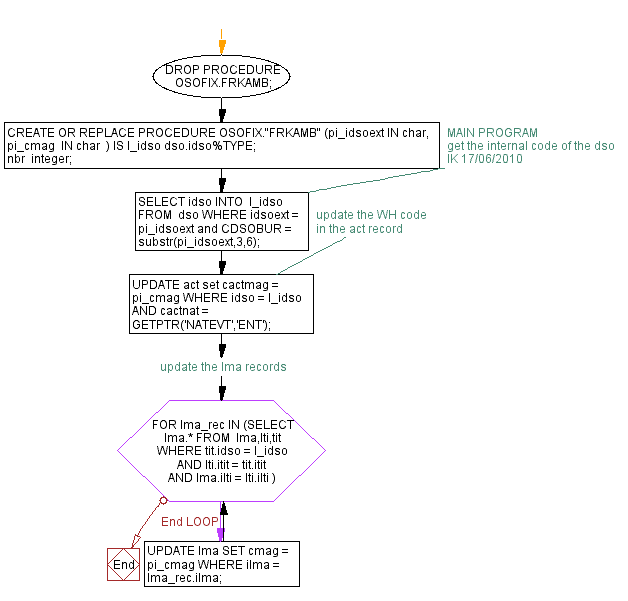 DROP PROCEDURE
OSOFIX.FRKAMB;
CREATE OR REPLACE PROCEDURE OSOFIX."FRKAMB" (pi_idsoext IN char,
pi_cmag IN char ) IS l_idso dso.idso%TYPE;
nbr integer;
MAIN PROGRAM
get the internal code of the dso
IK 17/06/2010
SELECT idso INTO l_idso
FROM dso WHERE idsoext =
pi_idsoext and CDSOBUR =
substr(pi_idsoext,3,6);
update the WH code
in the act record
UPDATE act set cactmag =
pi_cmag WHERE idso = l_idso
AND cactnat =
GETPTR('NATEVT','ENT');
update the lma records
FOR lma_rec IN (SELECT
lma.* FROM lma,lti,tit
WHERE tit.idso = l_idso
AND lti.itit = tit.itit
AND lma.ilti = lti.ilti )
End LOOP
End
UPDATE lma SET cmag =
pi_cmag WHERE ilma =
lma_rec.ilma;